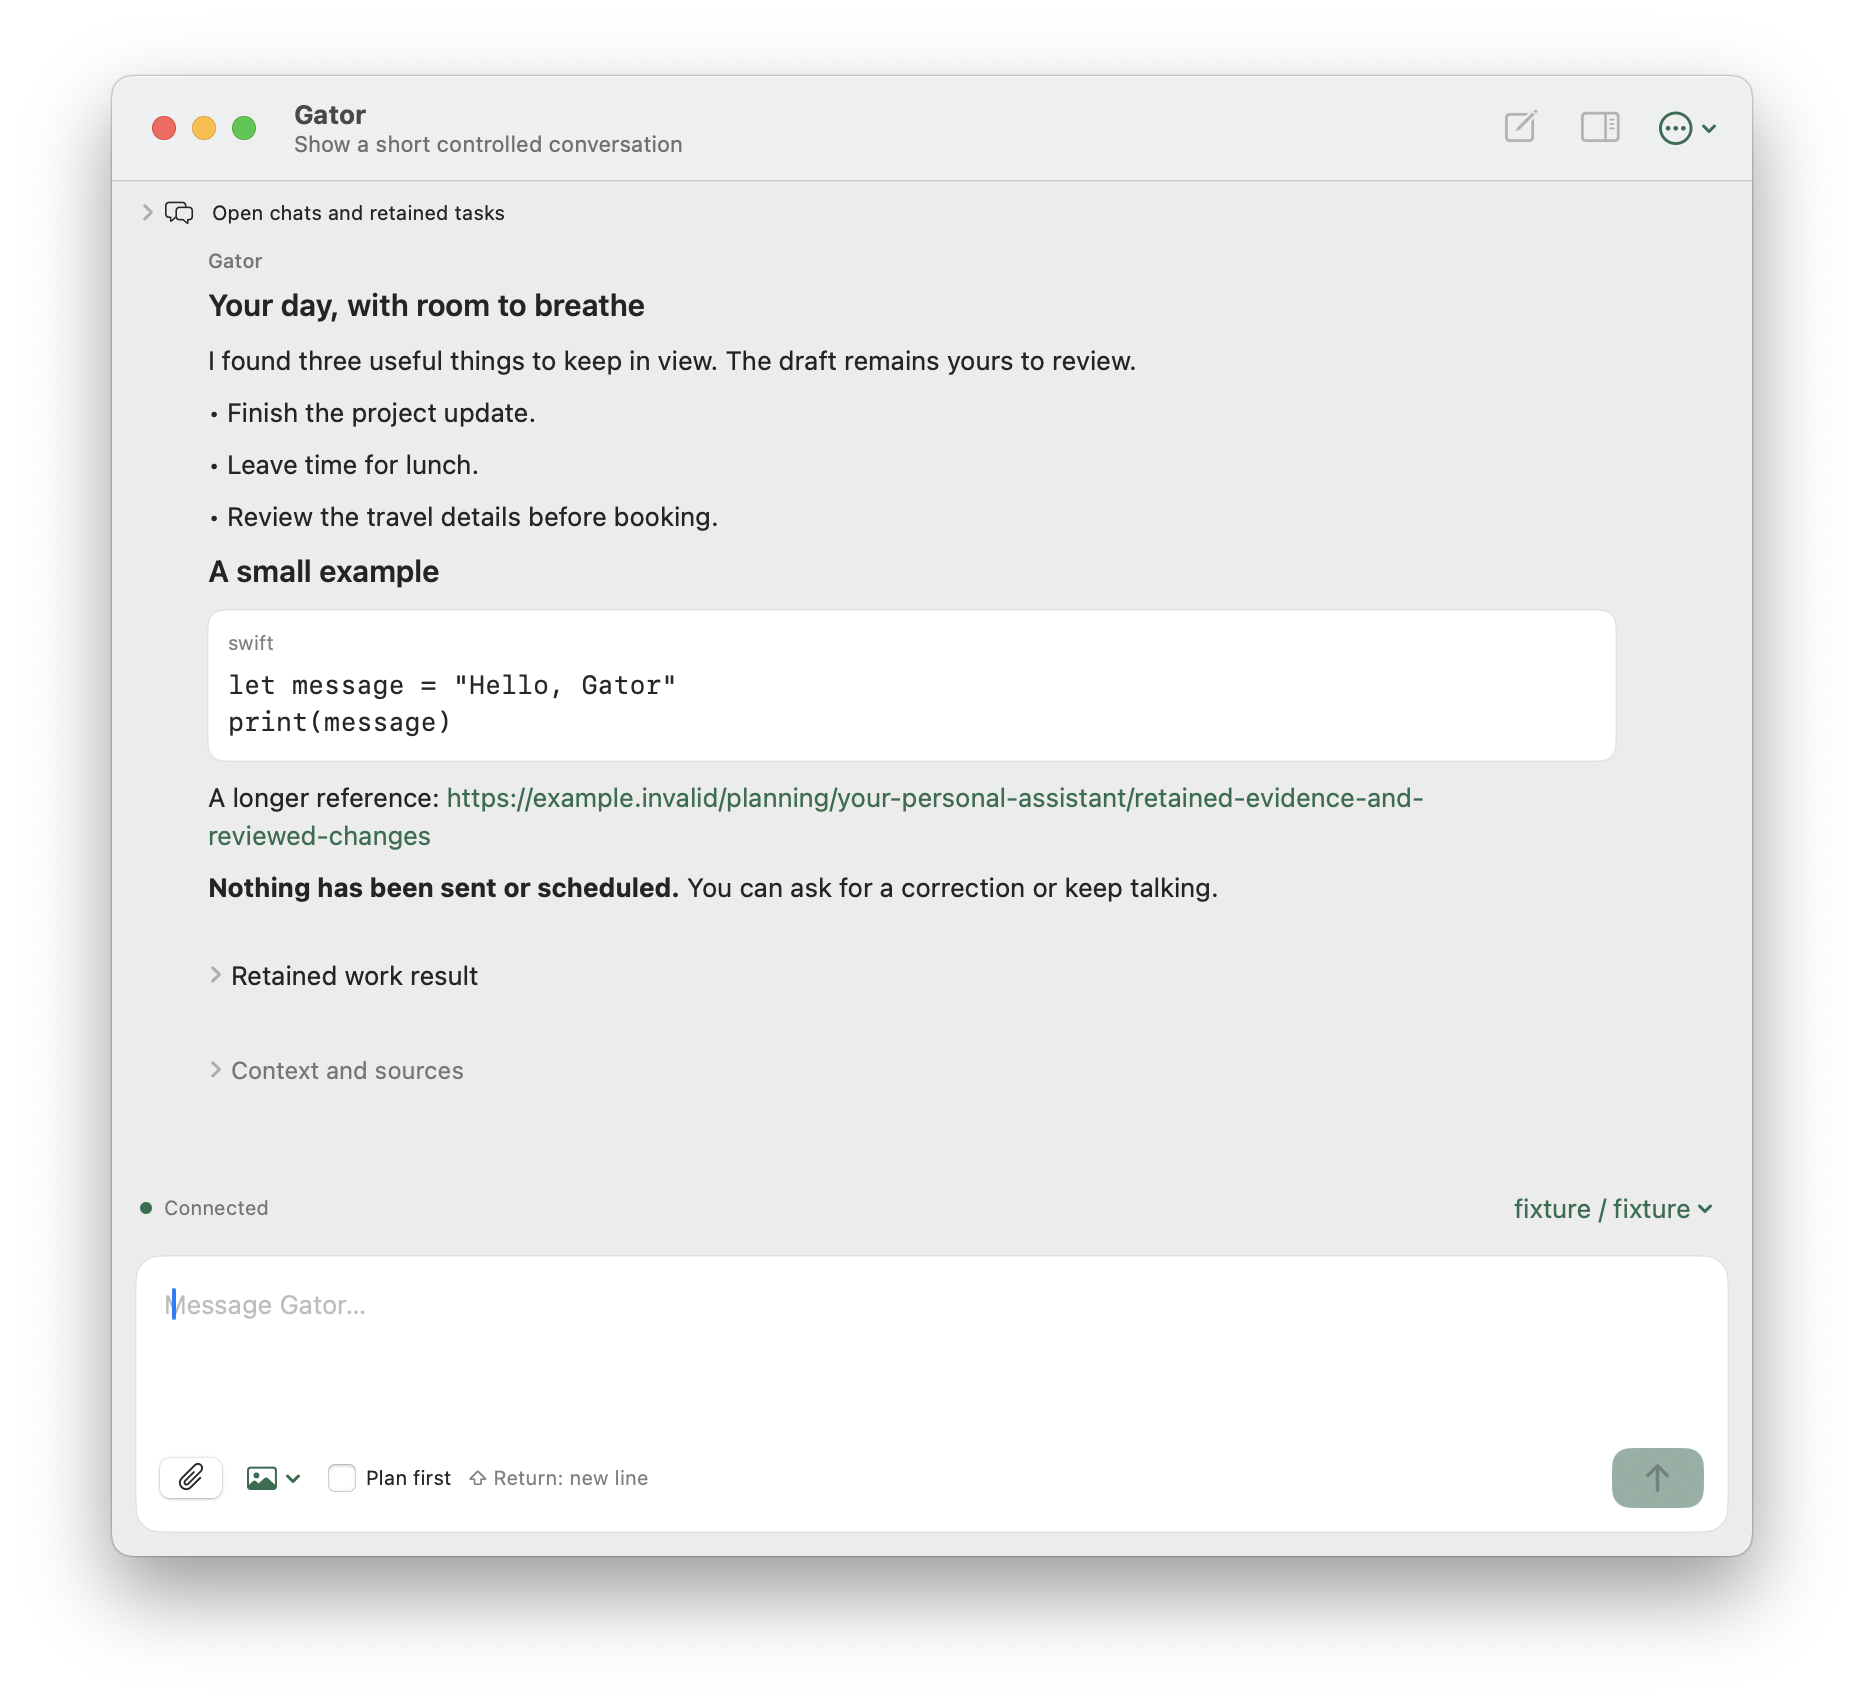 Gator
Show a short controlled conversation
Open chats and retained tasks
Gator
Your day, with room to breathe
I found three useful things to keep in view. The draft remains yours to review.
• Finish the project update.
• Leave time for lunch.
• Review the travel details before booking.
A small example
swift
let message = "Hello, Gator"
print(message)
A longer reference: https://example.invalid/planning/your-personal-assistant/retained-evidence-and-
reviewed-changes
Nothing has been sent or scheduled. You can ask for a correction or keep talking.
Retained work result
Context and sources
Connected
fixture / fixture
Message Gator...
Plan first
⇧ Return: new line